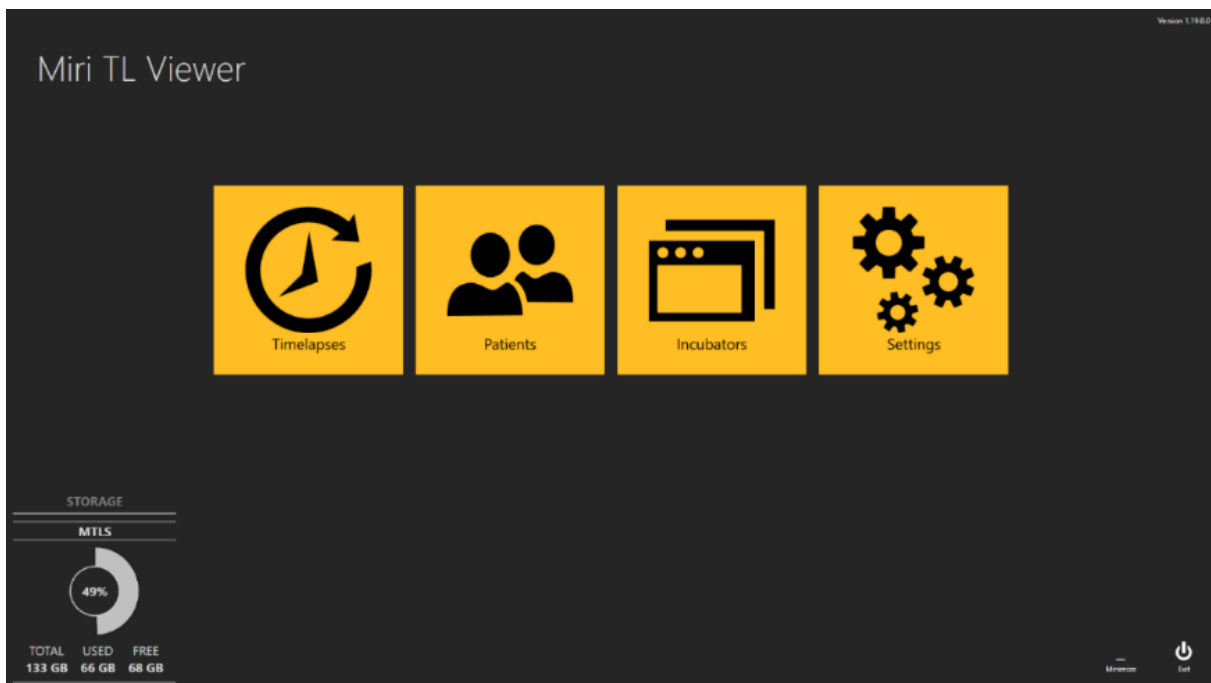 Version 1.19.0.0
Miri TL Viewer
Timelapses
Patients
Incubators
Settings
STORAGE
MTLS
49%
TOTAL USED FREE
133 GB 66 GB 68 GB
Minimize
Exit